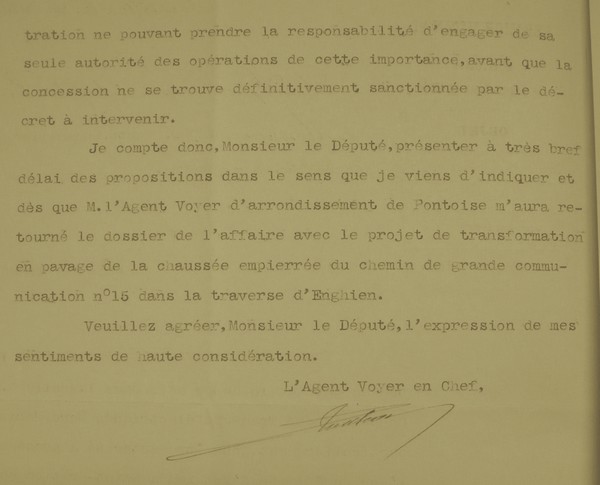 tration ne pouvant prendre la responsabilité d'engager de sa
seule autorité des opérations de cette importance, avant que la
concession ne se trouve définitivement sanctionnée par le dé-
cret à intervenir.
Je compte donc, Monsieur le Député, présenter à très bref
délai des propositions dans le sens que je viens d'indiquer et
dès que M. l'Agent Voyer d'arrondissement de Pontoise m'aura re-
tourné le dossier de l'affaire avec le projet de transformation
en pavage de la chaussée empierrée du chemin de grande commu-
nication n°15 dans la traverse d'Enghien.
Veuillez agréer, Monsieur le Député, l'expression de mes
sentiments de haute considération.
L'Agent Voyer en Chef,